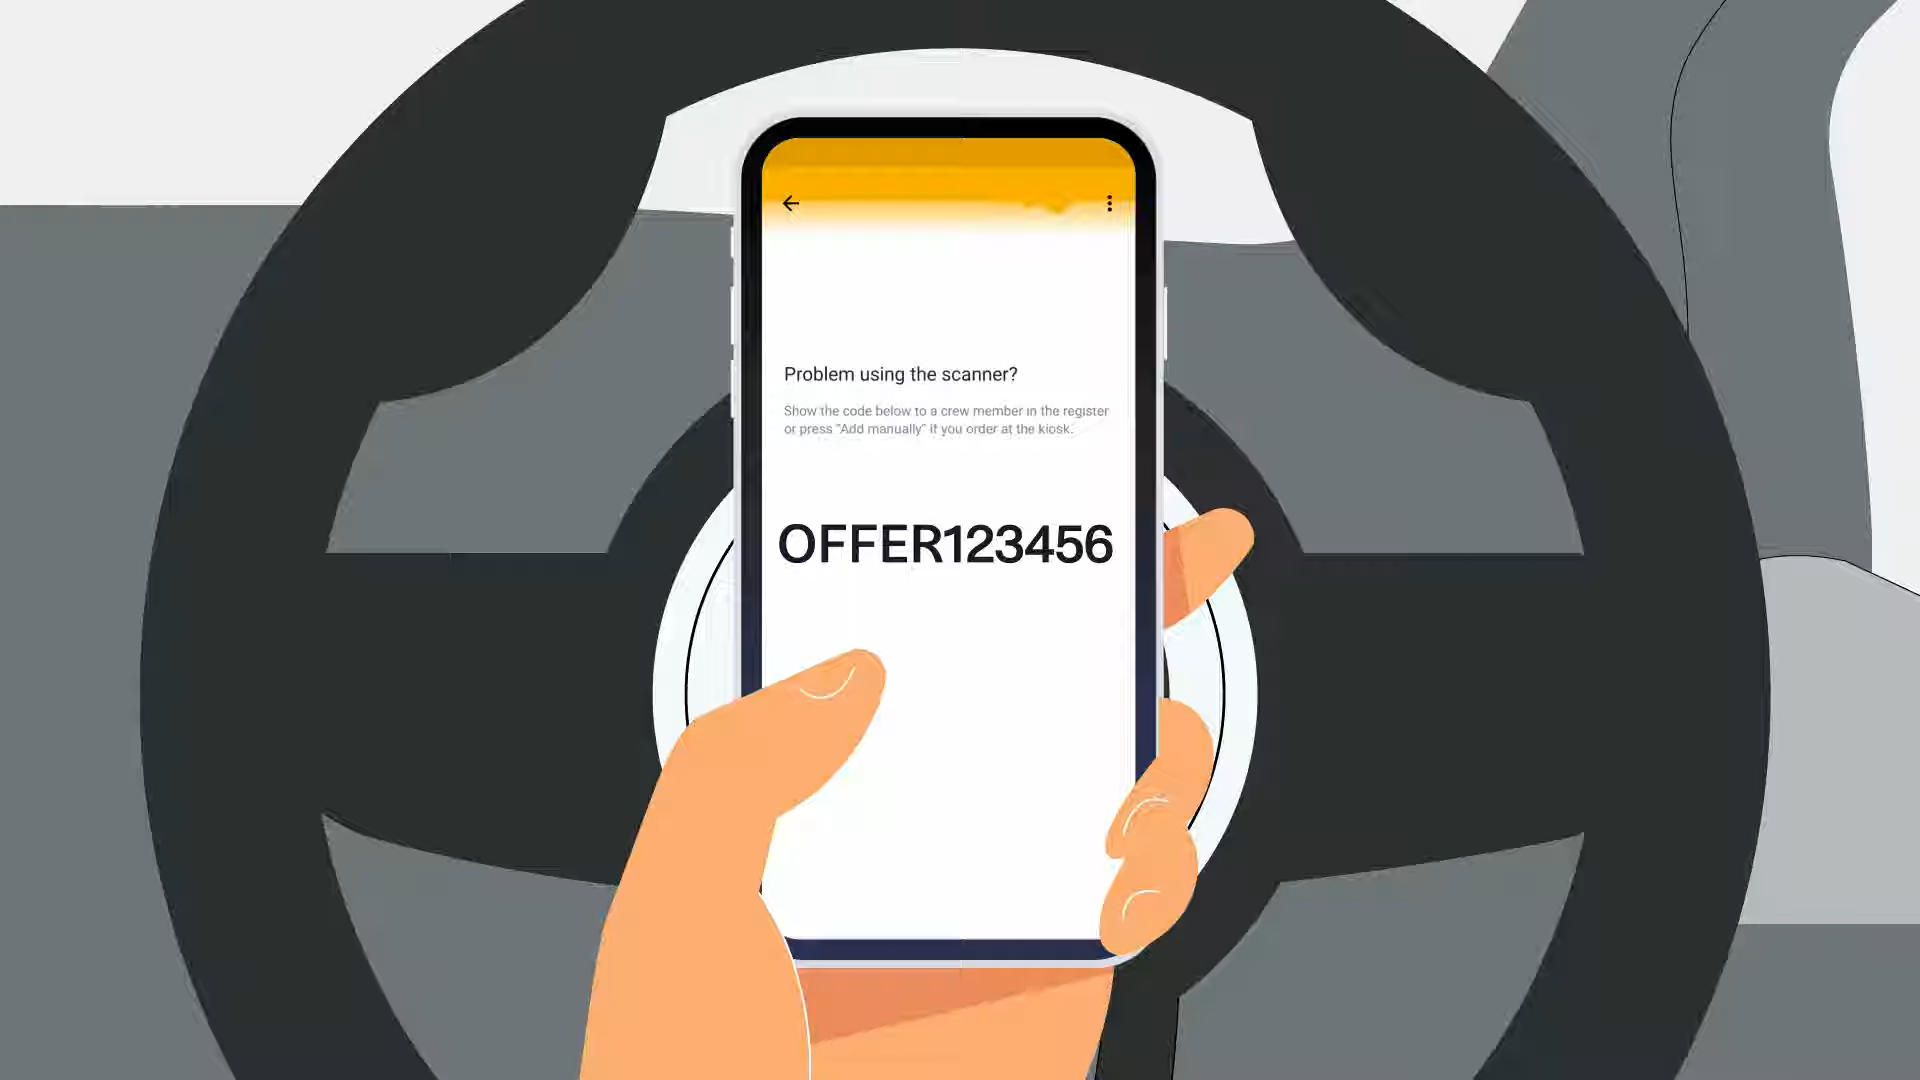 Problem using the scanner?
Show the code below to a crew member in the register
or press "Add manually" if you order at the kiosk.
OFFER123456